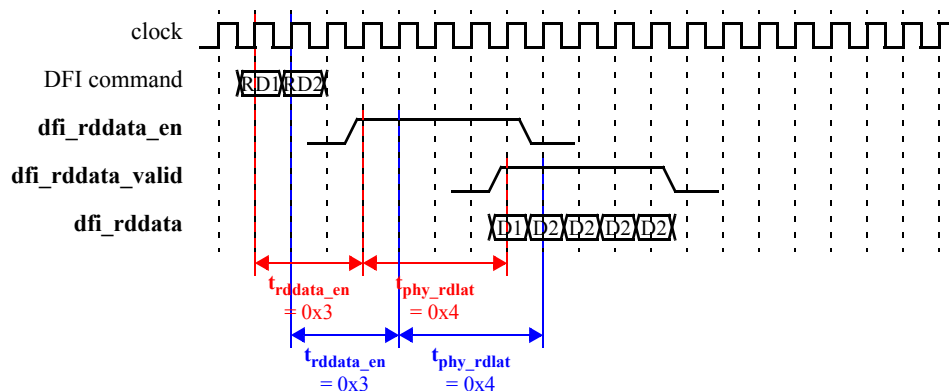 clock
DFI command RD1 RD2
dfi_rddata_en
dfi_rddata_valid
dfi_rddata D1 D2 D2 D2 D2
trddata_en tphy_rdlat
= 0x3 = 0x4
trddata_en tphy_rdlat
= 0x3 = 0x4